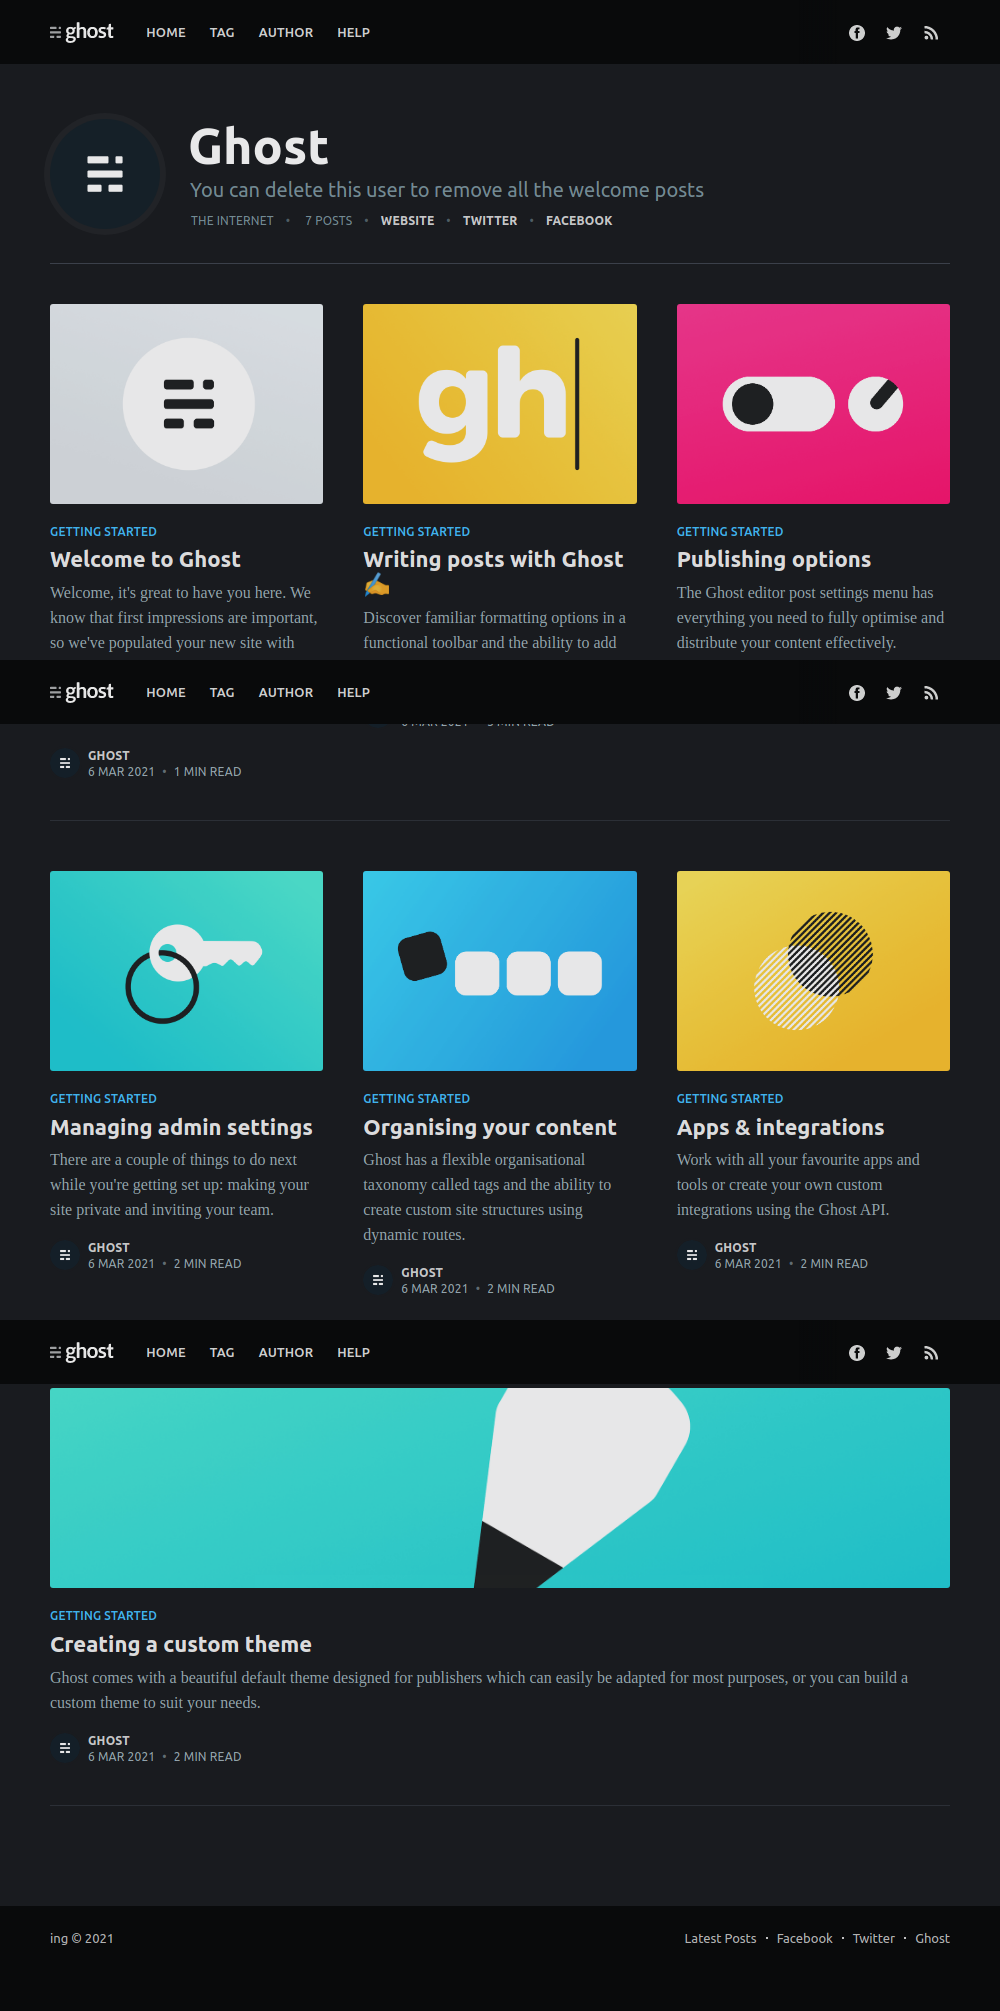 ghost HOME TAG AUTHOR HELP
Ghost
You can delete this user to remove all the welcome posts
THE INTERNET • 7 POSTS • WEBSITE • TWITTER • FACEBOOK
gh
GETTING STARTED
Welcome to Ghost
Welcome, it's great to have you here. We
know that first impressions are important,
so we've populated your new site with
GETTING STARTED
Writing posts with Ghost
✍️
Discover familiar formatting options in a
functional toolbar and the ability to add
GETTING STARTED
Publishing options
The Ghost editor post settings menu has
everything you need to fully optimise and
distribute your content effectively.
ghost HOME TAG AUTHOR HELP
GHOST
6 MAR 2021 • 1 MIN READ
GETTING STARTED
Managing admin settings
There are a couple of things to do next
while you're getting set up: making your
site private and inviting your team.
GHOST
6 MAR 2021 • 2 MIN READ
GETTING STARTED
Organising your content
Ghost has a flexible organisational
taxonomy called tags and the ability to
create custom site structures using
dynamic routes.
GHOST
6 MAR 2021 • 2 MIN READ
GETTING STARTED
Apps & integrations
Work with all your favourite apps and
tools or create your own custom
integrations using the Ghost API.
GHOST
6 MAR 2021 • 2 MIN READ
ghost HOME TAG AUTHOR HELP
GETTING STARTED
Creating a custom theme
Ghost comes with a beautiful default theme designed for publishers which can easily be adapted for most purposes, or you can build a
custom theme to suit your needs.
GHOST
6 MAR 2021 • 2 MIN READ
ing © 2021
Latest Posts · Facebook · Twitter · Ghost